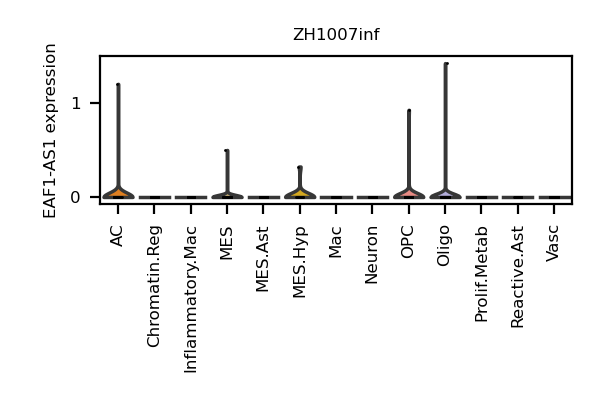 ZH1007inf
EAF1-AS1 expression
1
0
AC
Chromatin.Reg
Inflammatory.Mac
MES
MES.Ast
MES.Hyp
Mac
Neuron
OPC
Oligo
Prolif.Metab
Reactive.Ast
Vasc